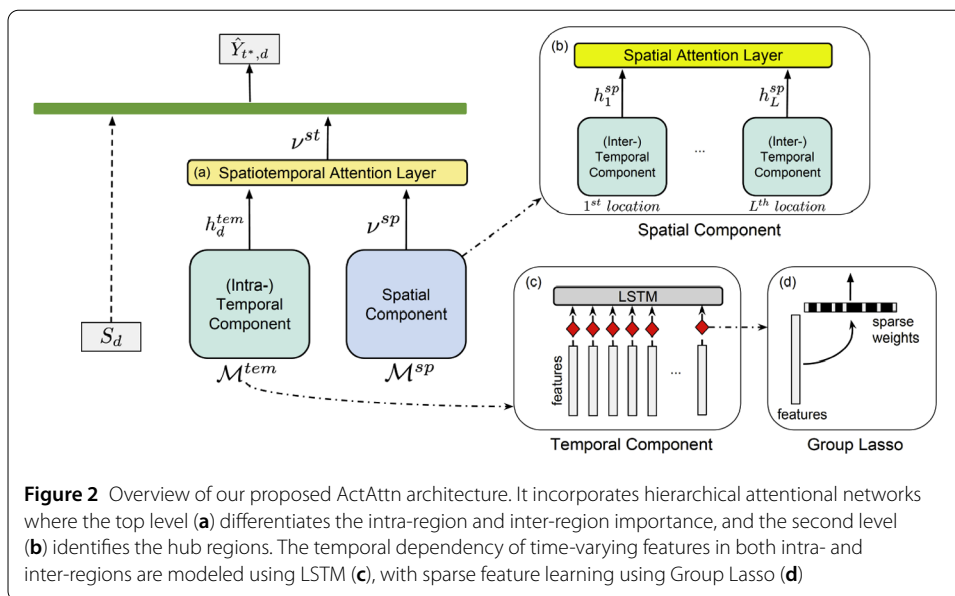 Ŷ_{t*,d}
ν^{st}
(a) Spatiotemporal Attention Layer
h_d^{tem}
ν^{sp}
(Intra-)
Temporal
Component
Spatial
Component
S_d
M^{tem}
M^{sp}
(b)
Spatial Attention Layer
h_1^{sp}
h_L^{sp}
(Inter-)
Temporal
Component
...
(Inter-)
Temporal
Component
1^{st} location
L^{th} location
Spatial Component
(c)
LSTM
features
...
Temporal Component
(d)
sparse
weights
features
Group Lasso
Figure 2 Overview of our proposed ActAttn architecture. It incorporates hierarchical attentional networks
where the top level (a) differentiates the intra-region and inter-region importance, and the second level
(b) identifies the hub regions. The temporal dependency of time-varying features in both intra- and
inter-regions are modeled using LSTM (c), with sparse feature learning using Group Lasso (d)